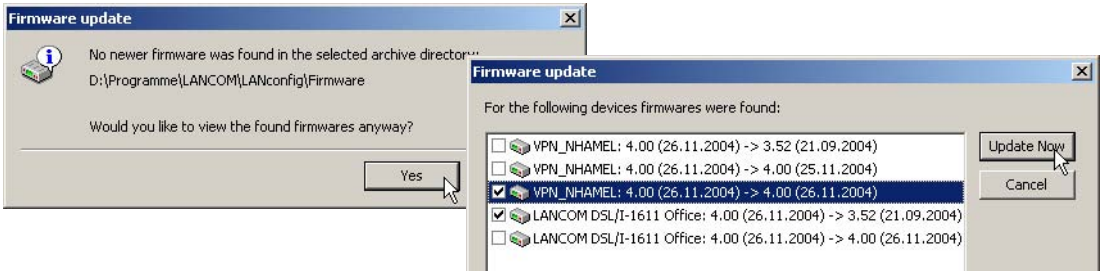 Firmware update
No newer firmware was found in the selected archive directory:
D:\Programme\LANCOM\LANconfig\Firmware
Would you like to view the found firmwares anyway?
Yes
Firmware update
For the following devices firmwares were found:
VPN_NHAMEL: 4.00 (26.11.2004) -> 3.52 (21.09.2004)
VPN_NHAMEL: 4.00 (26.11.2004) -> 4.00 (25.11.2004)
VPN_NHAMEL: 4.00 (26.11.2004) -> 4.00 (26.11.2004)
LANCOM DSL/I-1611 Office: 4.00 (26.11.2004) -> 3.52 (21.09.2004)
LANCOM DSL/I-1611 Office: 4.00 (26.11.2004) -> 4.00 (26.11.2004)
Update Now
Cancel